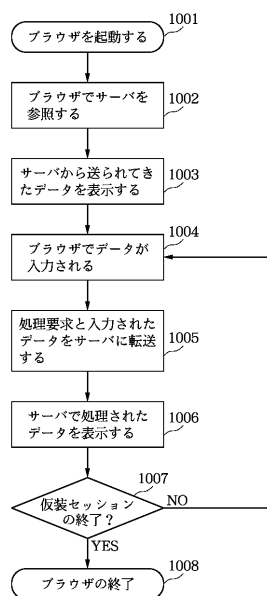 ブラウザを起動する
1001
ブラウザでサーバを
参照する
1002
サーバから送られてき
たデータを表示する
1003
ブラウザでデータが
入力される
1004
処理要求と入力された
データをサーバに転送
する
1005
サーバで処理された
データを表示する
1006
仮装セッション
の終了？
1007
NO
YES
ブラウザの終了
1008